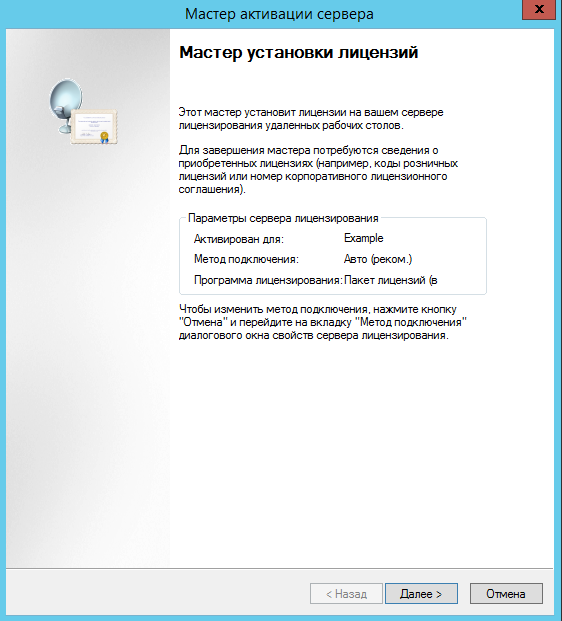 Мастер активации сервера
x
Мастер установки лицензий
Этот мастер установит лицензии на вашем сервере
лицензирования удаленных рабочих столов.
Для завершения мастера потребуются сведения о
приобретенных лицензиях (например, коды розничных
лицензий или номер корпоративного лицензионного
соглашения).
Параметры сервера лицензирования
Активирован для: Example
Метод подключения: Авто (реком.)
Программа лицензирования: Пакет лицензий (в
Чтобы изменить метод подключения, нажмите кнопку
"Отмена" и перейдите на вкладку "Метод подключения"
диалогового окна свойств сервера лицензирования.
< Назад Далее > Отмена